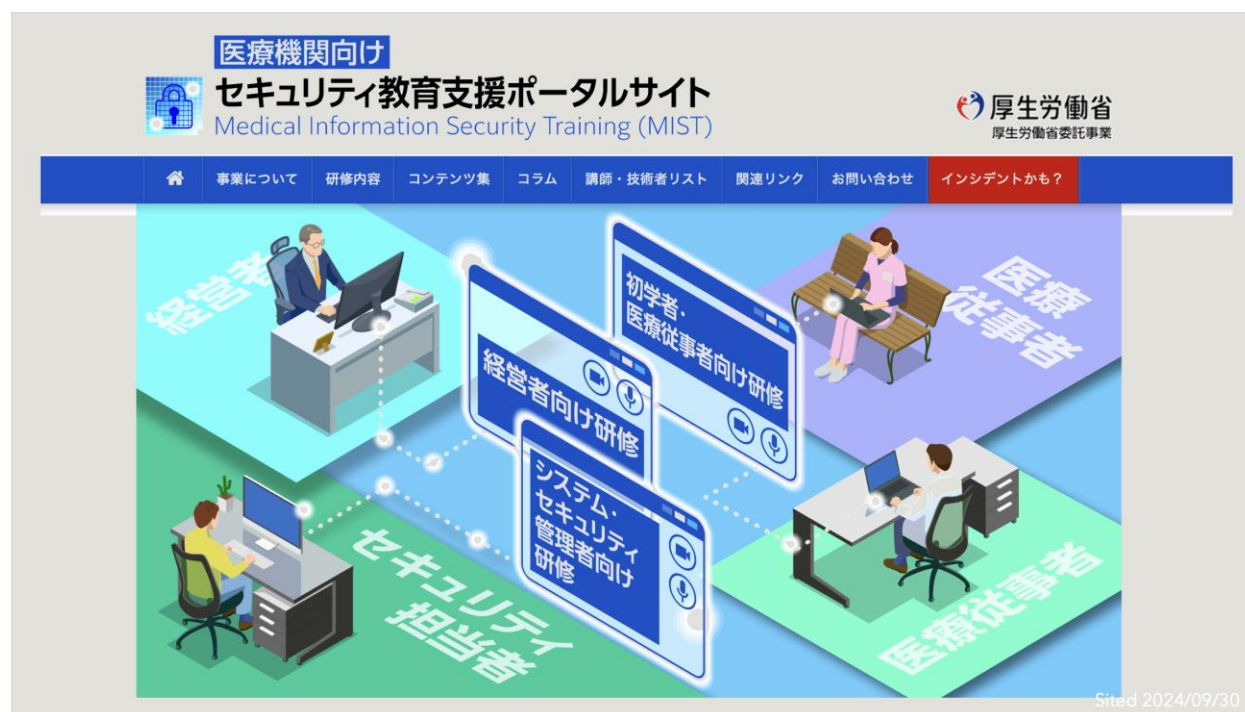 医療機関向け
セキュリティ教育支援ポータルサイト
Medical Information Security Training (MIST)
厚生労働省
厚生労働省委託事業
事業について
研修内容
コンテンツ集
コラム
講師・技術者リスト
関連リンク
お問い合わせ
インシデントかも？
経営者
医療
従事者
初学者・
医療従事者向け研修
経営者向け研修
システム・
セキュリティ
管理者向け
研修
セキュリティ
担当者
医療従事者
Sited 2024/09/30